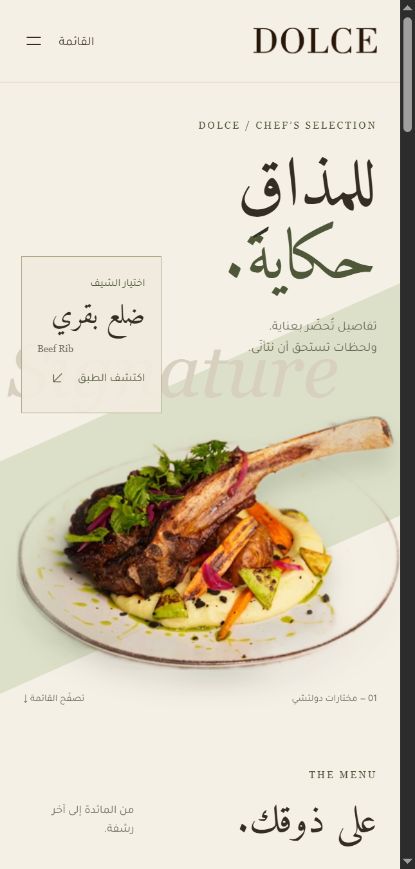 DOLCE
القائمة
DOLCE / CHEF'S SELECTION
للمذاق
حكاية.
تفاصيل تُحضّر بعناية.
ولحظات تستحق أن تتأنّى.
اختيار الشيف
ضلع بقري
Beef Rib
اكتشف الطبق
Signature
01 — مختارات دولتشي
تصفّح القائمة ↓
THE MENU
على ذوقك.
من المائدة إلى آخر
رشفة.